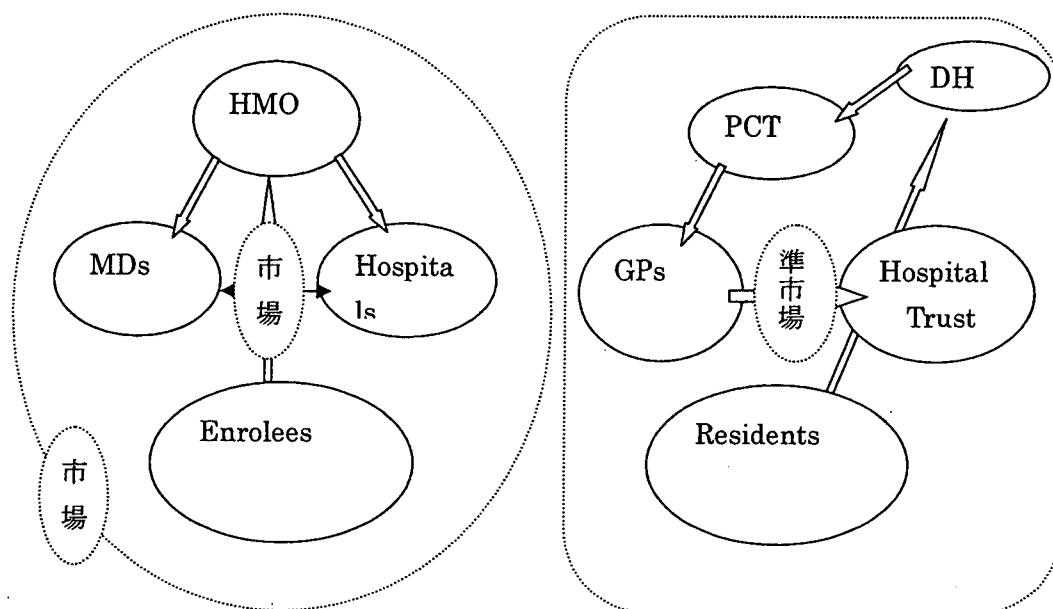 HMO
MDs
市場
Hospita
ls
Enrolees
市場
DH
PCT
GPs
準市場
Hospital
Trust
Residents